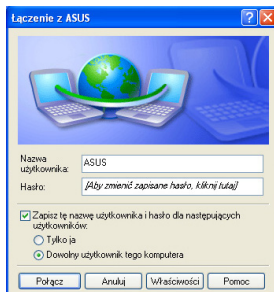 Łączenie z ASUS
Nazwa
użytkownika:
ASUS
Hasło:
[Aby zmienić zapisane hasło, kliknij tutaj]
Zapisz tę nazwę użytkownika i hasło dla następujących
użytkowników:
Tylko ja
Dowolny użytkownik tego komputera
Połącz Anuluj Właściwości Pomoc